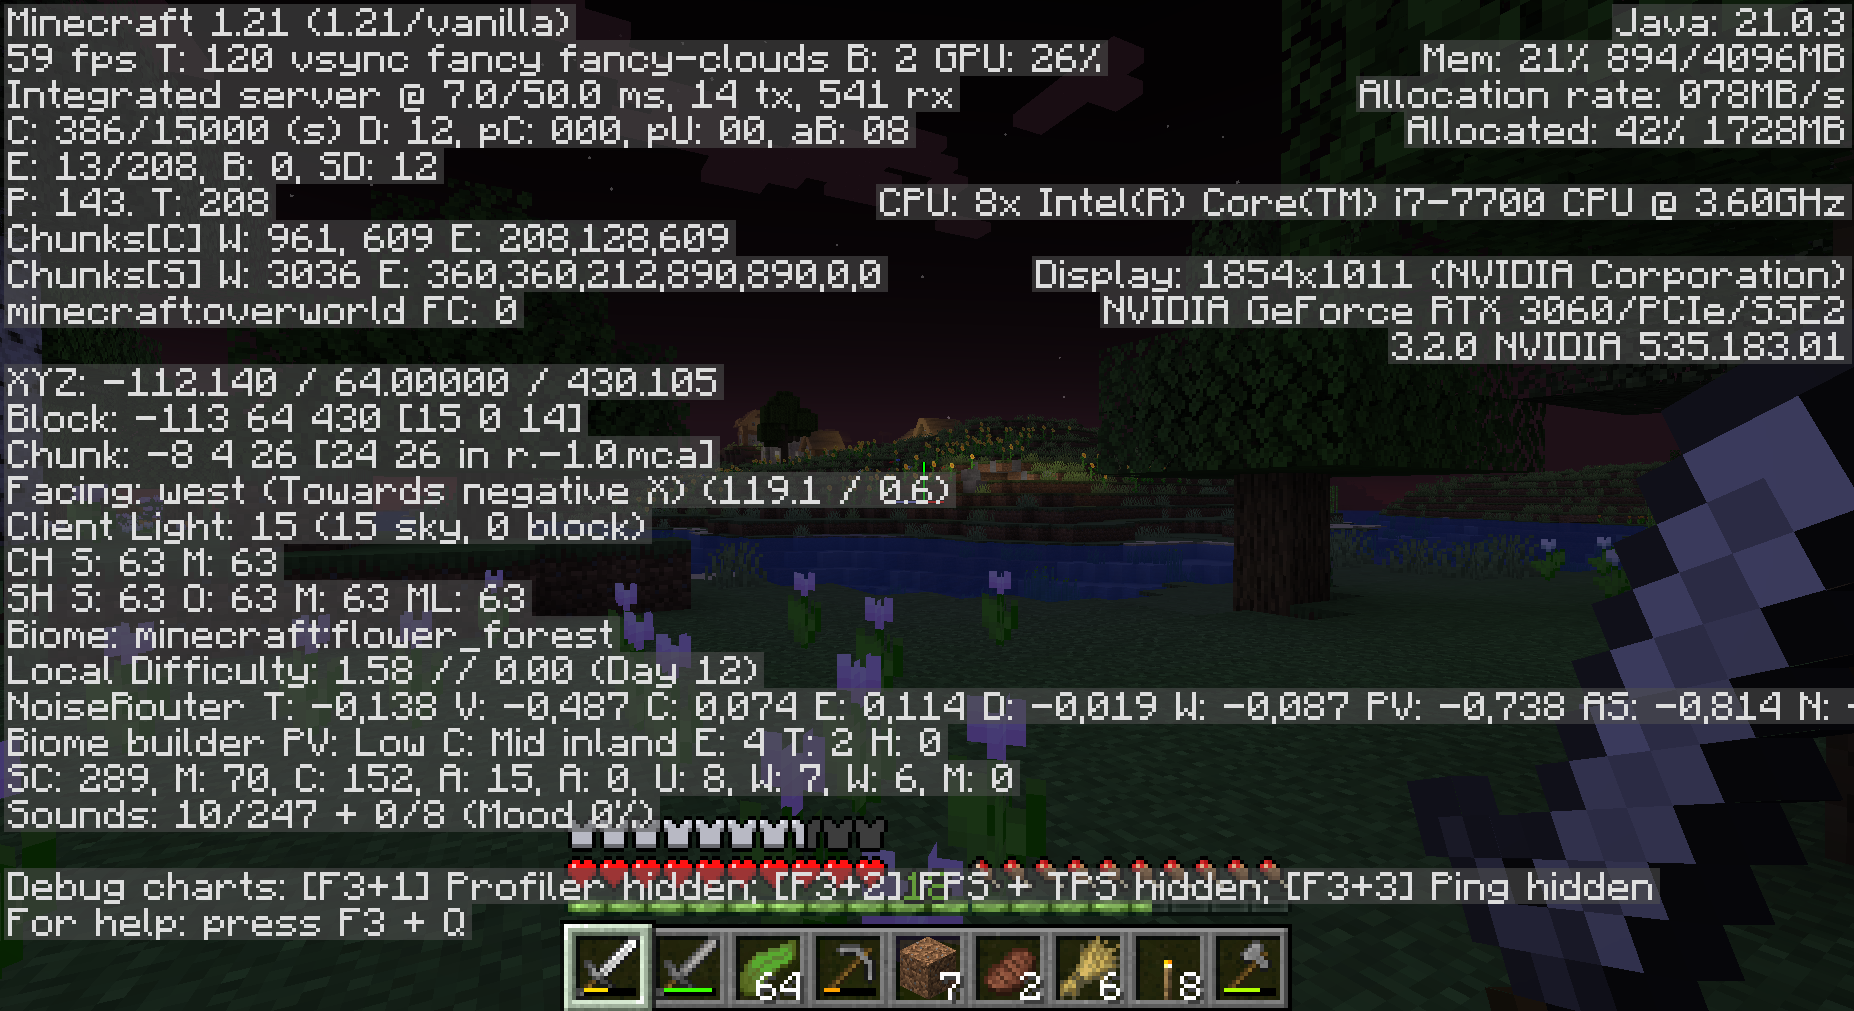 Minecraft 1.21 (1.21/vanilla)
59 fps T: 120 vsync fancy fancy-clouds B: 2 GPU: 26%
Integrated server @ 7.0/50.0 ms, 14 tx, 541 rx
C: 386/15000 (s) D: 12, pC: 000, pU: 00, aB: 08
E: 13/208, B: 0, SD: 12
P: 143. T: 208
Chunks[C] W: 961, 609 E: 208,128,609
Chunks[S] W: 3036 E: 360,360,212,890,890,0,0
minecraft:overworld FC: 0
XYZ: -112.140 / 64.00000 / 430.105
Block: -113 64 430 [15 0 14]
Chunk: -8 4 26 [24 26 in r.-1.0.mca]
Facing: west (Towards negative X) (119.1 / 0.6)
Client Light: 15 (15 sky, 0 block)
CH S: 63 M: 63
SH S: 63 O: 63 M: 63 ML: 63
Biome: minecraft:flower_forest
Local Difficulty: 1.58 // 0.00 (Day 12)
NoiseRouter T: -0,138 V: -0,487 C: 0,074 E: 0,114 D: -0,019 W: -0,087 PV: -0,738 AS: -0,814 N: -
Biome builder PV: Low C: Mid inland E: 4 T: 2 H: 0
SC: 289, M: 70, C: 152, A: 15, A: 0, U: 8, W: 7, W: 6, M: 0
Sounds: 10/247 + 0/8 (Mood 0%)
Java: 21.0.3
Mem: 21% 894/4096MB
Allocation rate: 078MB/s
Allocated: 42% 1728MB
CPU: 8x Intel(R) Core(TM) i7-7700 CPU @ 3.60GHz
Display: 1854x1011 (NVIDIA Corporation)
NVIDIA GeForce RTX 3060/PCIe/SSE2
3.2.0 NVIDIA 535.183.01
Debug charts: [F3+1] Profiler hidden; [F3+2] FPS + TPS hidden; [F3+3] Ping hidden
For help: press F3 + Q
64 7 2 6 8